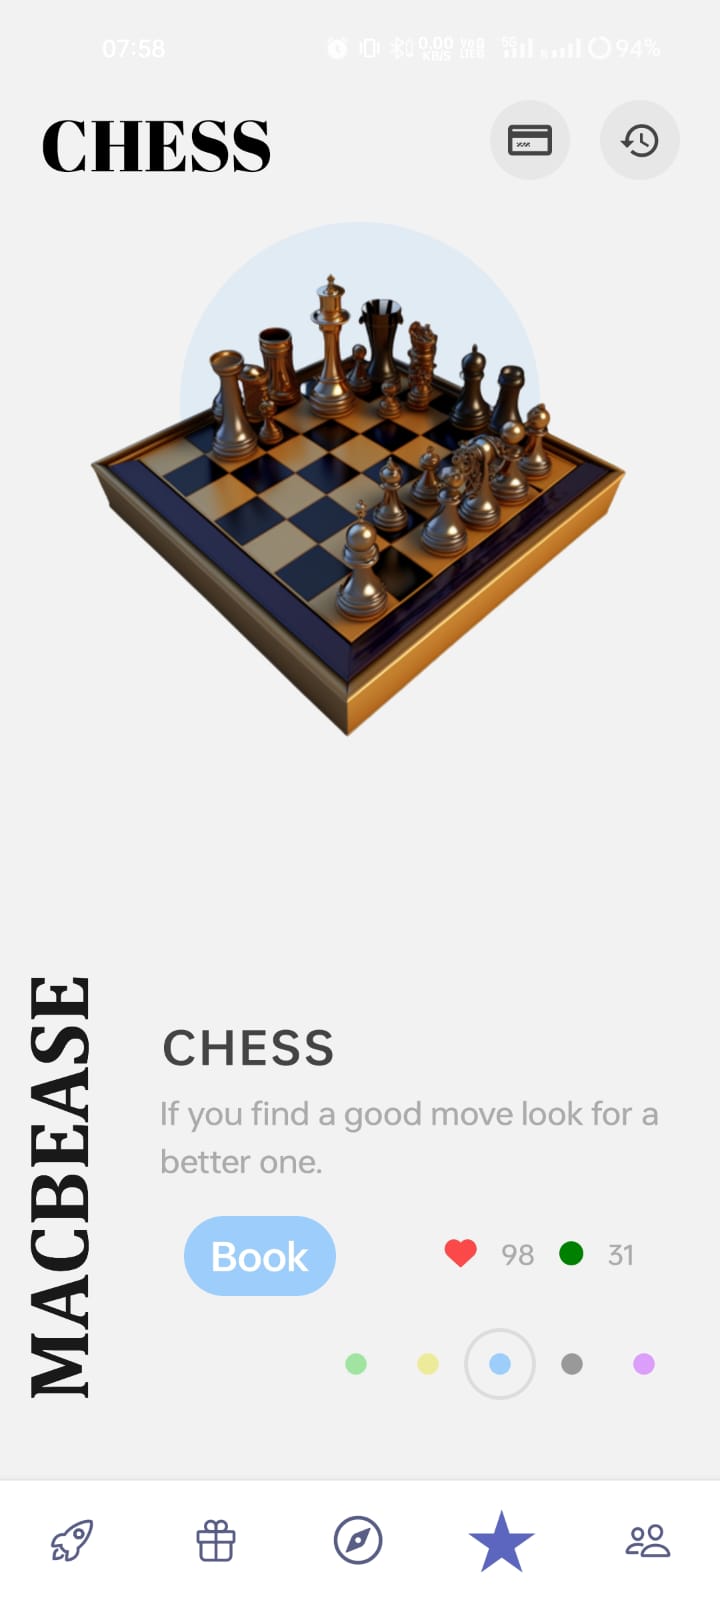 07:58
0.00
KB/S
5G
94%
CHESS
MACBEASE
CHESS
If you find a good move look for a
better one.
Book
98
31